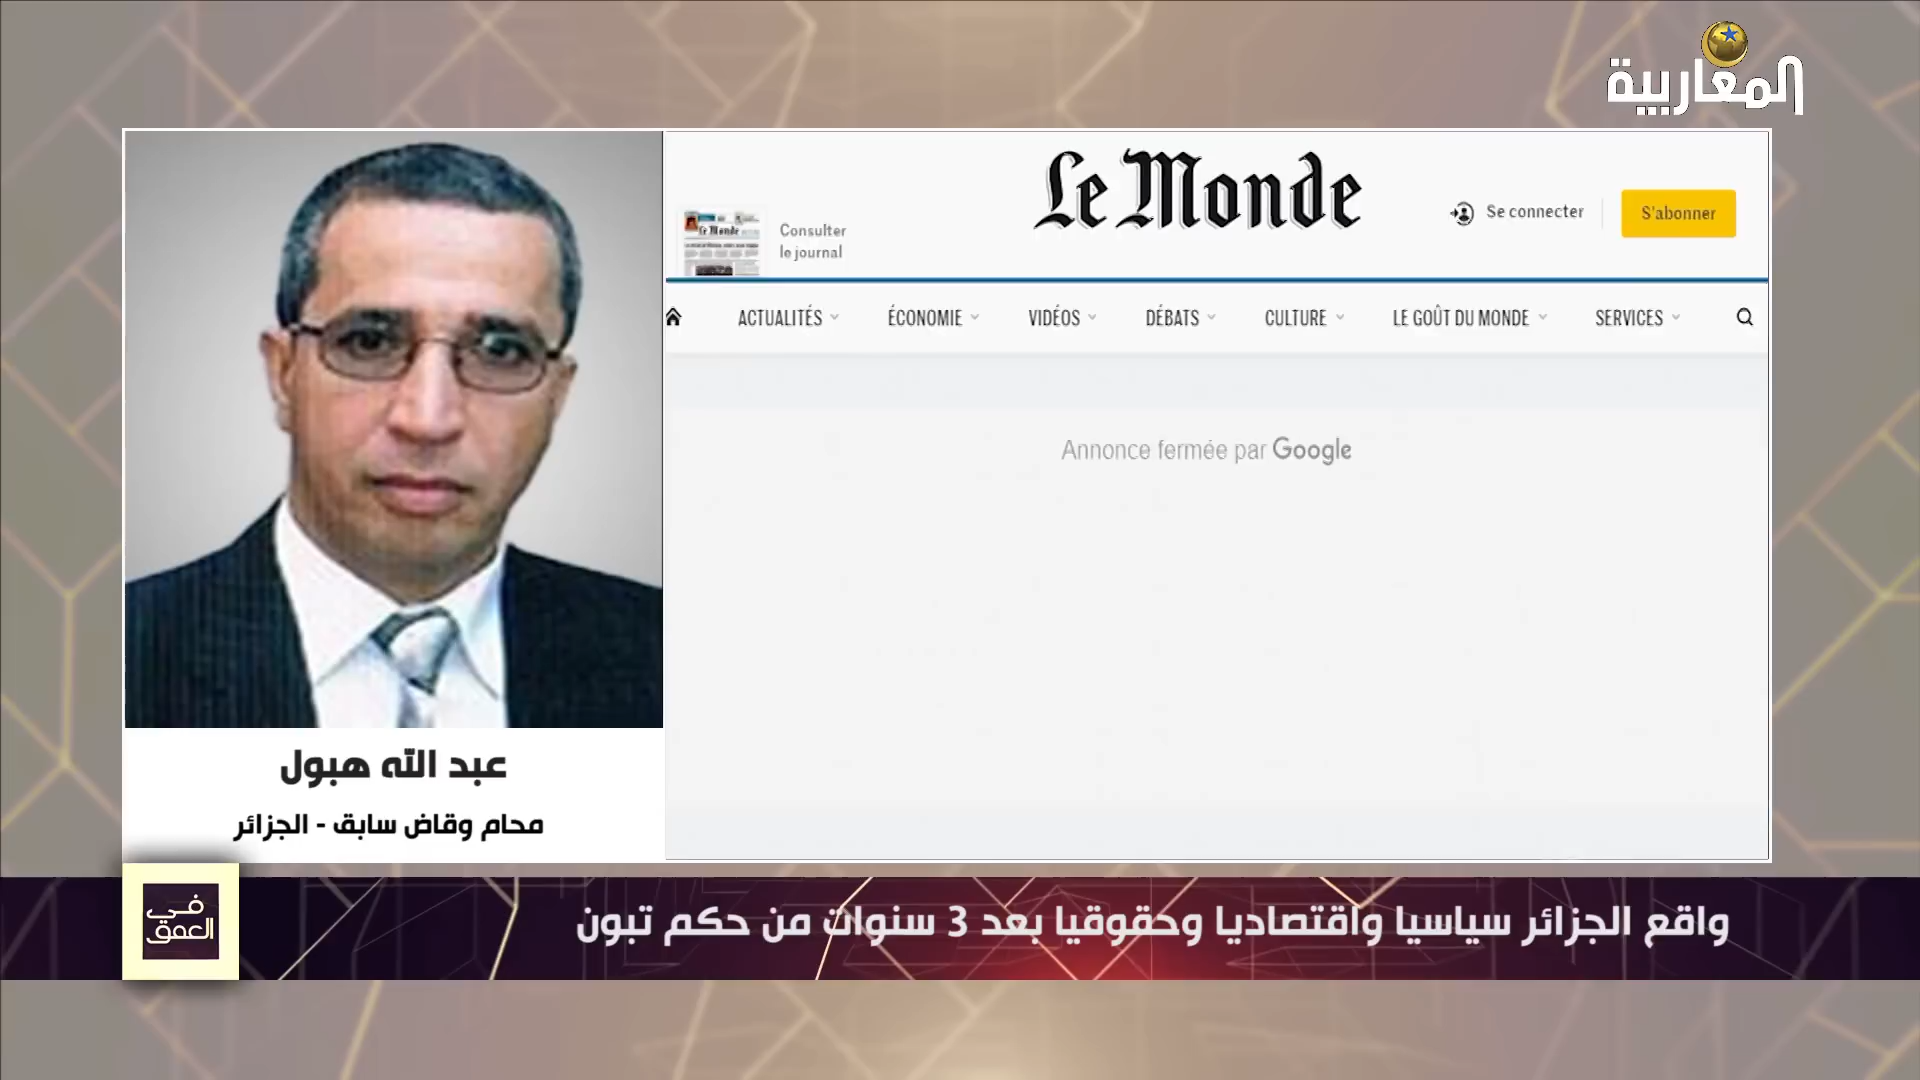 المغاربية
Le Monde
Consulter
le journal
Se connecter
S'abonner
Le Monde
ACTUALITÉS
ÉCONOMIE
VIDÉOS
DÉBATS
CULTURE
LE GOÛT DU MONDE
SERVICES
Annonce fermée par Google
عبد الله هبول
محام وقاض سابق - الجزائر
في
العمق
واقع الجزائر سياسيا واقتصاديا وحقوقيا بعد 3 سنوات من حكم تبون